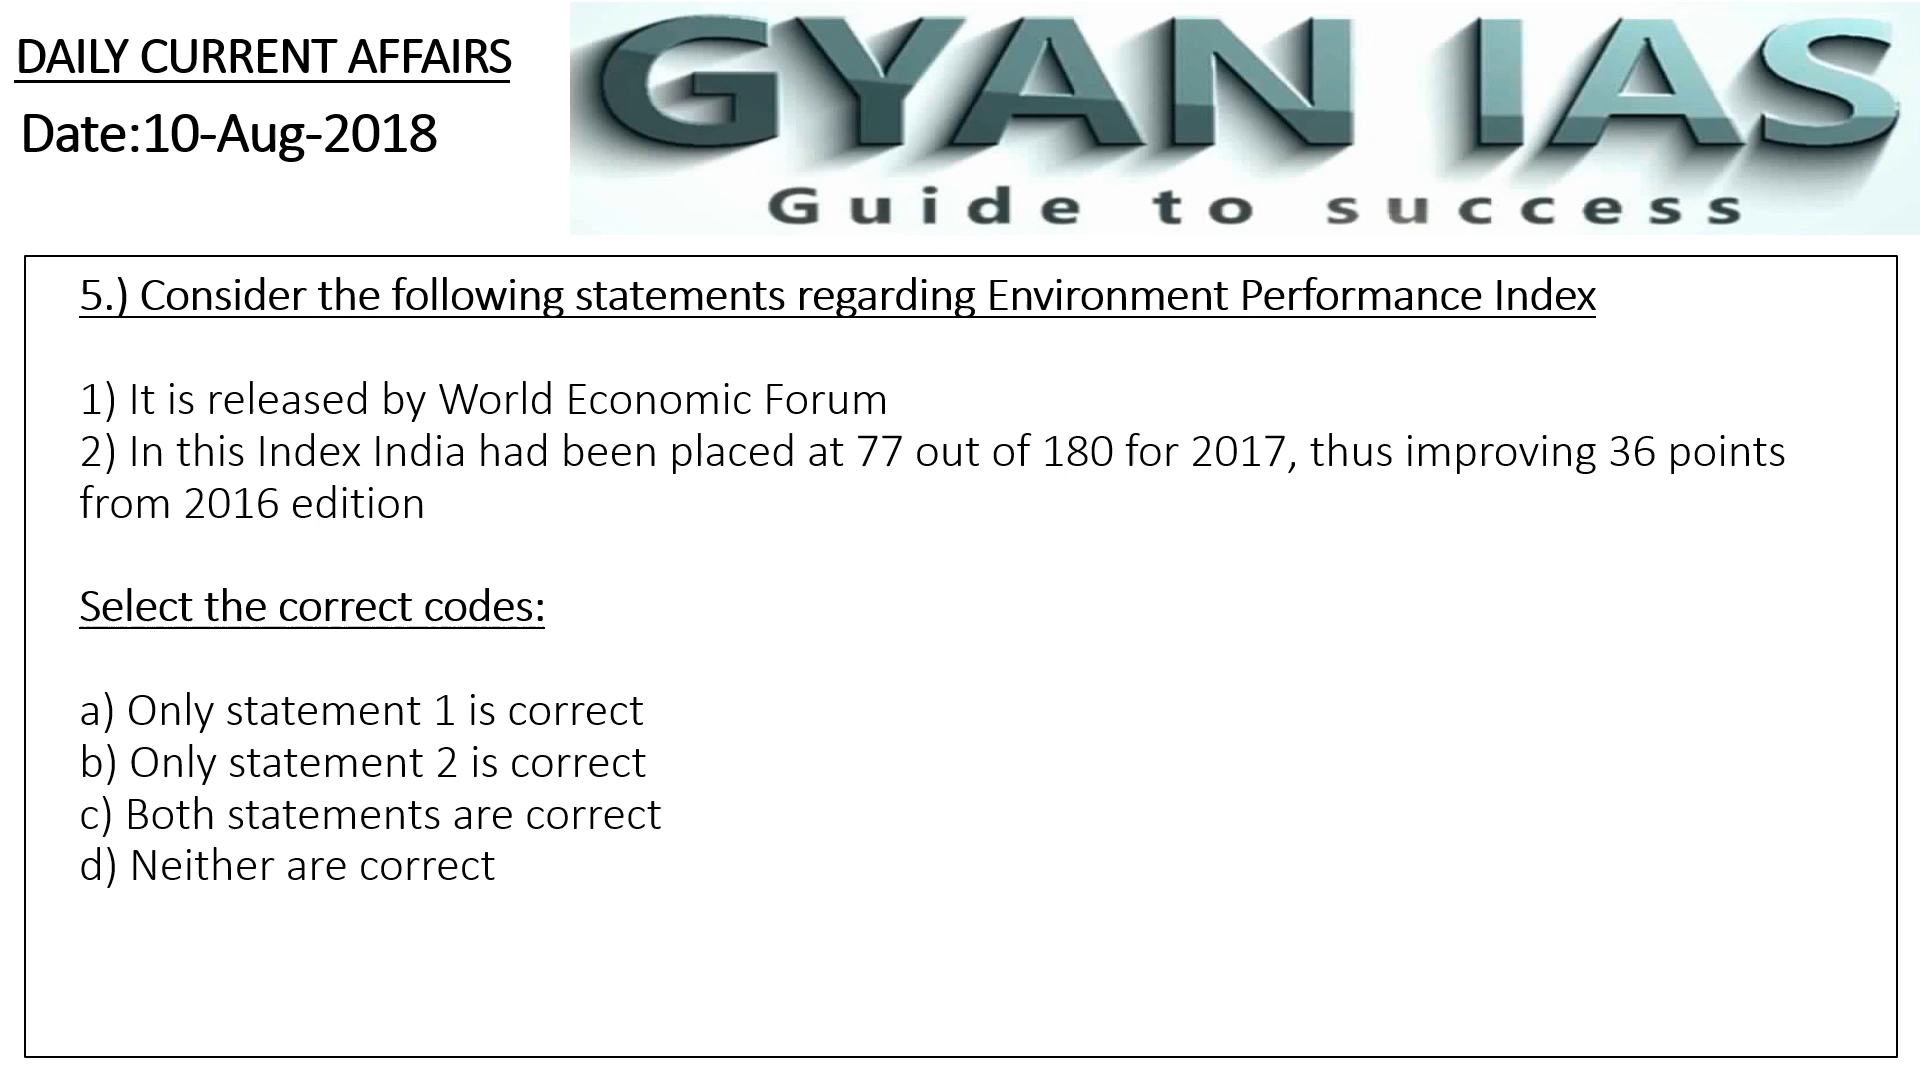 DAILY CURRENT AFFAIRS
Date:10-Aug-2018
GYAN IAS
Guide to success
5.) Consider the following statements regarding Environment Performance Index
1) It is released by World Economic Forum
2) In this Index India had been placed at 77 out of 180 for 2017, thus improving 36 points
from 2016 edition
Select the correct codes:
a) Only statement 1 is correct
b) Only statement 2 is correct
c) Both statements are correct
d) Neither are correct